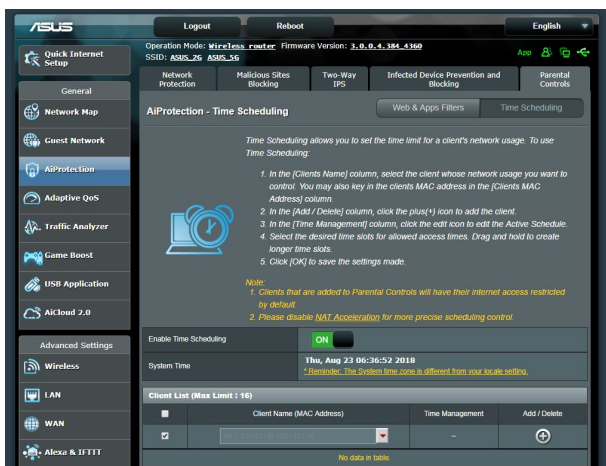 ASUS
Logout
Reboot
English
Quick Internet
Setup
Operation Mode: Wireless router Firmware Version: 3.0.0.4.384_4360
SSID: ASUS_2G ASUS_5G
App
General
Network Map
Guest Network
AiProtection
Adaptive QoS
Traffic Analyzer
Game Boost
USB Application
AiCloud 2.0
Advanced Settings
Wireless
LAN
WAN
Alexa & IFTTT
Network
Protection
Malicious Sites
Blocking
Two-Way
IPS
Infected Device Prevention and
Blocking
Parental
Controls
AiProtection - Time Scheduling
Web & Apps Filters
Time Scheduling
Time Scheduling allows you to set the time limit for a client's network usage. To use
Time Scheduling:
1. In the [Clients Name] column, select the client whose network usage you want to
control. You may also key in the clients MAC address in the [Clients MAC
Address]
column.
2. In the [Add / Delete] column, click the plus(+) icon to add the client.
3. In the [Time Management] column, click the edit icon to edit the Active Schedule.
4. Select the desired time slots for allowed access times. Drag and hold to create
longer time slots.
5. Click [OK] to save the settings made.
Note:
1. Clients that are added to Parental Controls will have their internet access restricted
by default.
2. Please disable NAT Acceleration for more precise scheduling control.
Enable Time Scheduling
ON
System Time
Thu, Aug 23 06:36:52 2018
* Reminder: The System time zone is different from your locale setting.
Client List (Max Limit : 16)
Client Name (MAC Address)
Time Management
Add / Delete
--
No data in table.